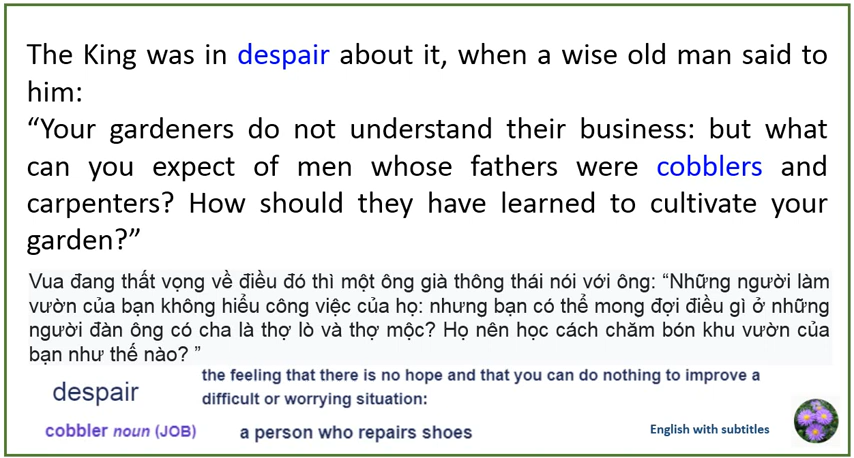 The King was in despair about it, when a wise old man said to
him:
“Your gardeners do not understand their business: but what
can you expect of men whose fathers were cobblers and
carpenters? How should they have learned to cultivate your
garden?”
Vua đang thất vọng về điều đó thì một ông già thông thái nói với ông: “Những người làm
vườn của bạn không hiểu công việc của họ: nhưng bạn có thể mong đợi điều gì ở những
người đàn ông có cha là thợ lò và thợ mộc? Họ nên học cách chăm bón khu vườn của
bạn như thế nào? ”
despair
the feeling that there is no hope and that you can do nothing to improve a
difficult or worrying situation:
cobbler noun (JOB)
a person who repairs shoes
English with subtitles